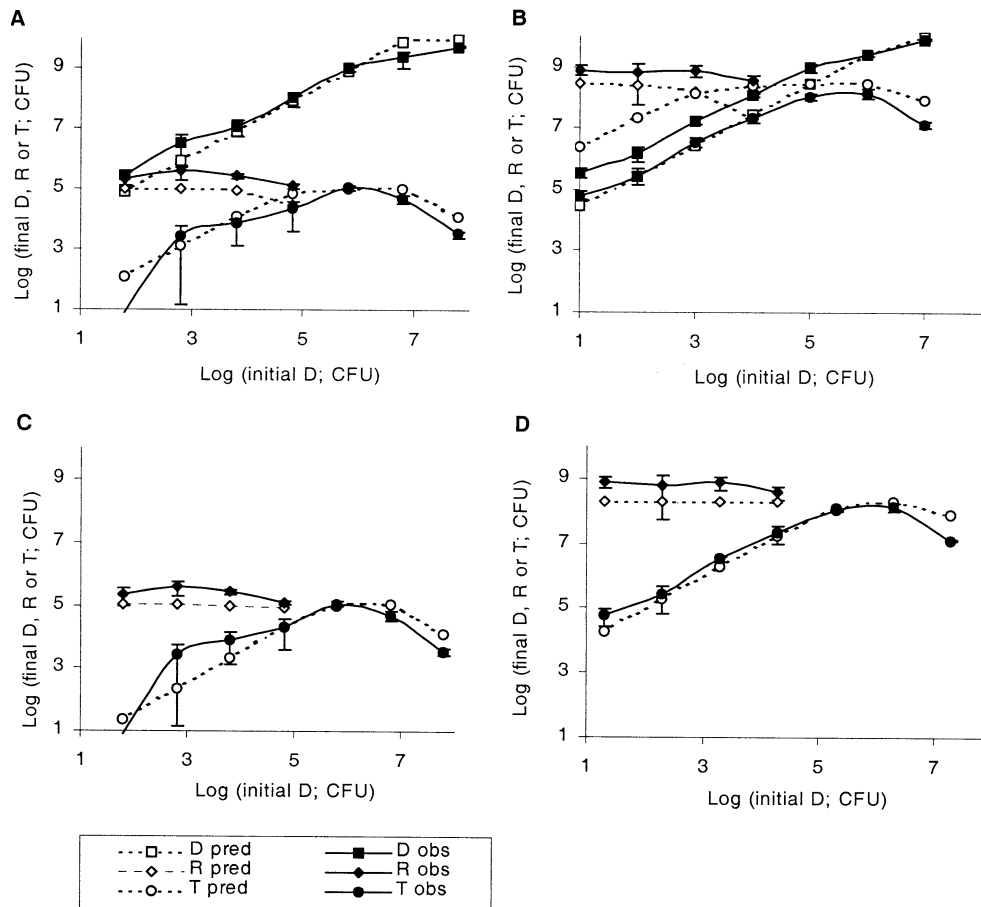 A
Log (final D, R or T; CFU)
9
7
5
3
1
1 3 5 7
Log (initial D; CFU)
B
Log (final D, R or T; CFU)
9
7
5
3
1
1 3 5 7
Log (initial D; CFU)
C
Log (final D, R or T; CFU)
9
7
5
3
1
1 3 5 7
Log (initial D; CFU)
D
Log (final D, R or T; CFU)
9
7
5
3
1
1 3 5 7
Log (initial D; CFU)
D pred D obs
R pred R obs
T pred T obs